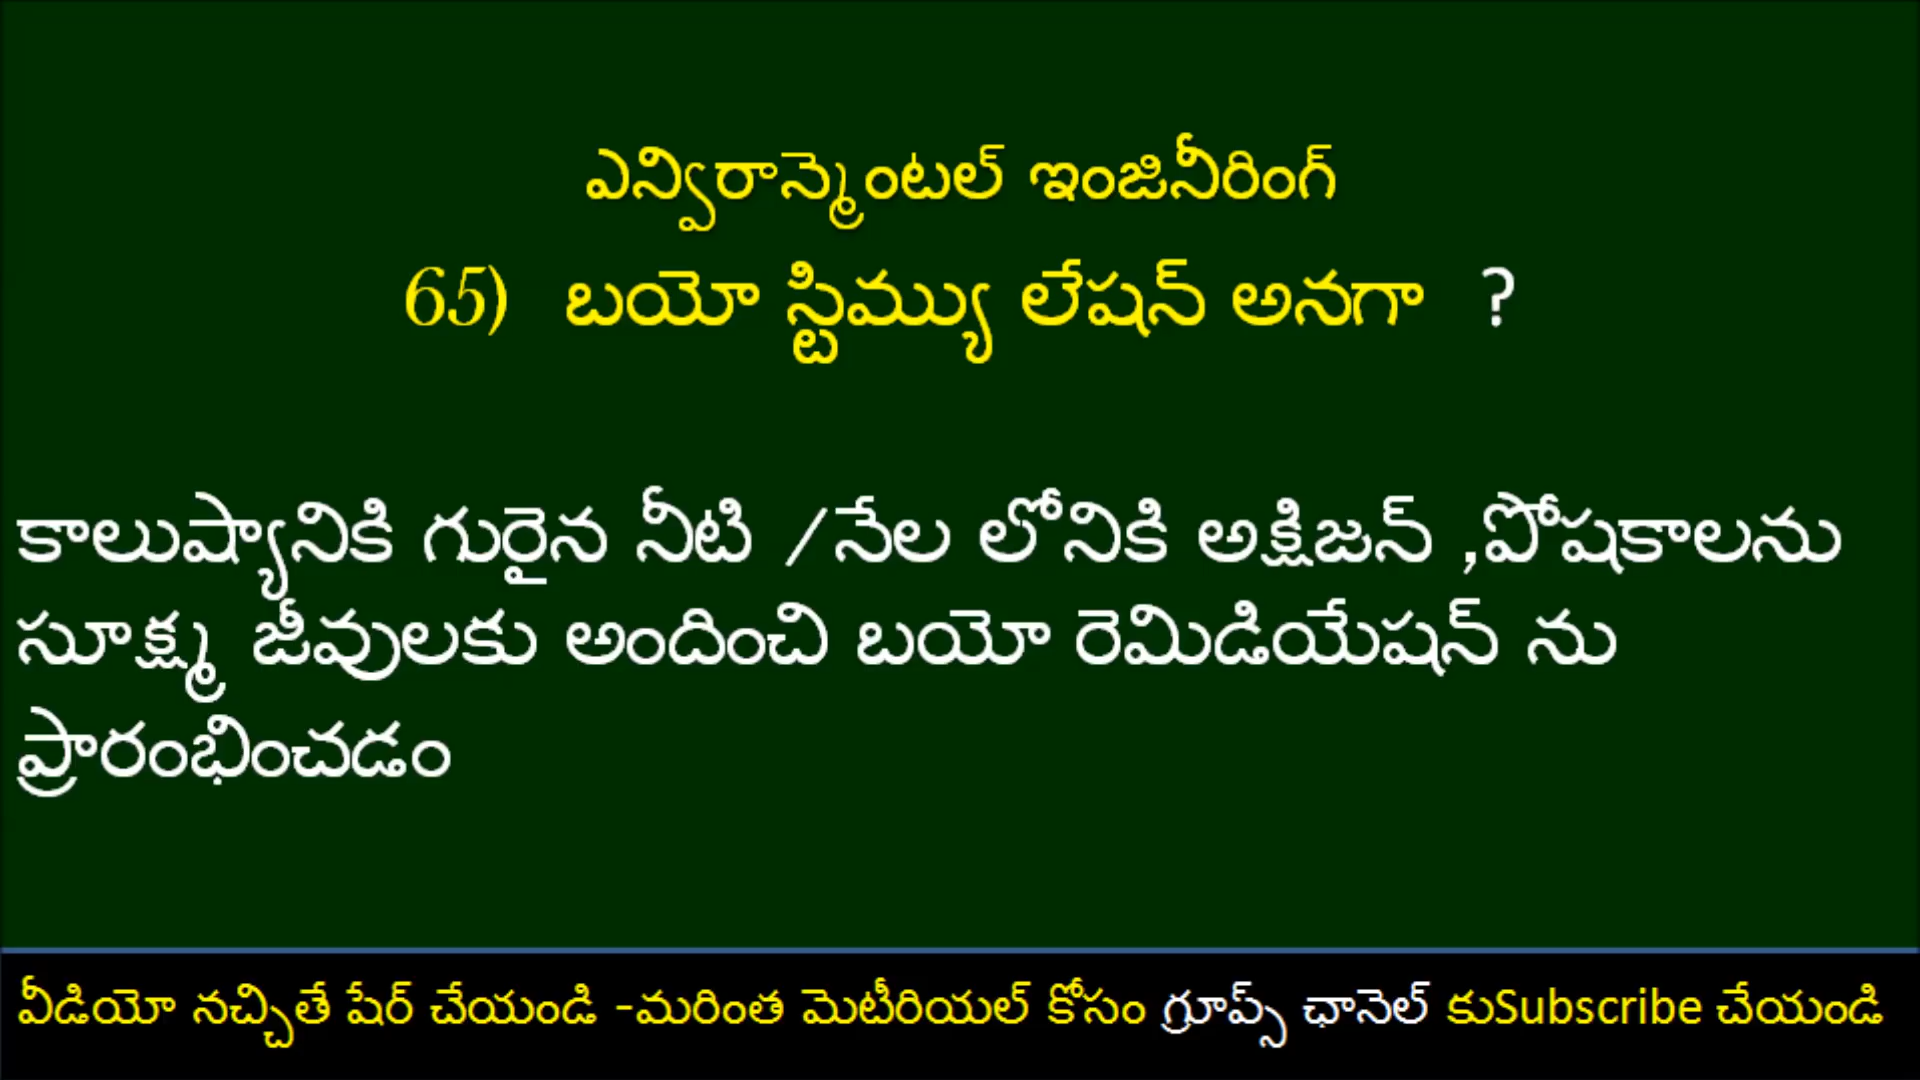 ఎన్విరాన్మెంటల్ ఇంజినీరింగ్
65) బయో స్టిమ్యు లేషన్ అనగా ?
కాలుష్యానికి గురైన నీటి /నేల లోనికి అక్షిజన్ ,పోషకాలను
సూక్ష్మ జీవులకు అందించి బయో రెమిడియేషన్ ను
ప్రారంభించడం
వీడియో నచ్చితే షేర్ చేయండి -మరింత మెటీరియల్ కోసం గ్రూప్స్ ఛానెల్ కుSubscribe చేయండి